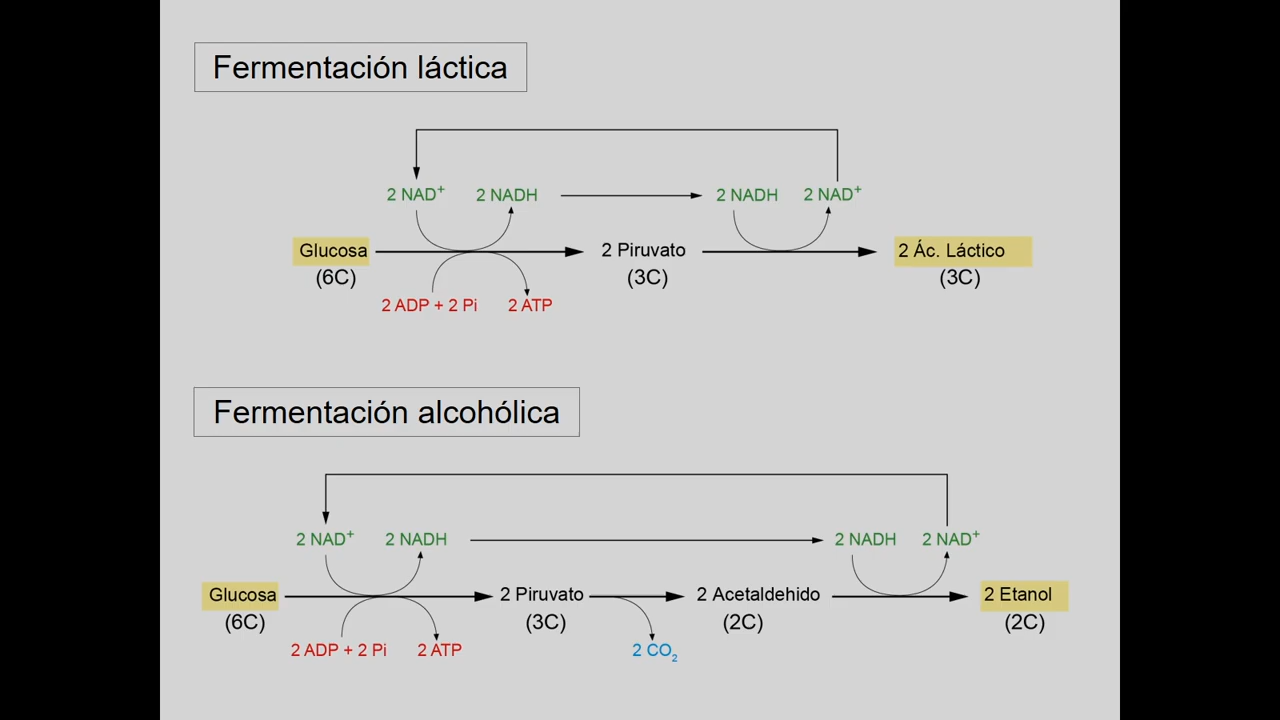 Fermentación láctica
2 NAD⁺ 2 NADH 2 NADH 2 NAD⁺
Glucosa 2 Piruvato 2 Ác. Láctico
(6C) (3C) (3C)
2 ADP + 2 Pi 2 ATP
Fermentación alcohólica
2 NAD⁺ 2 NADH 2 NADH 2 NAD⁺
Glucosa 2 Piruvato 2 Acetaldehido 2 Etanol
(6C) (3C) (2C) (2C)
2 ADP + 2 Pi 2 ATP 2 CO₂